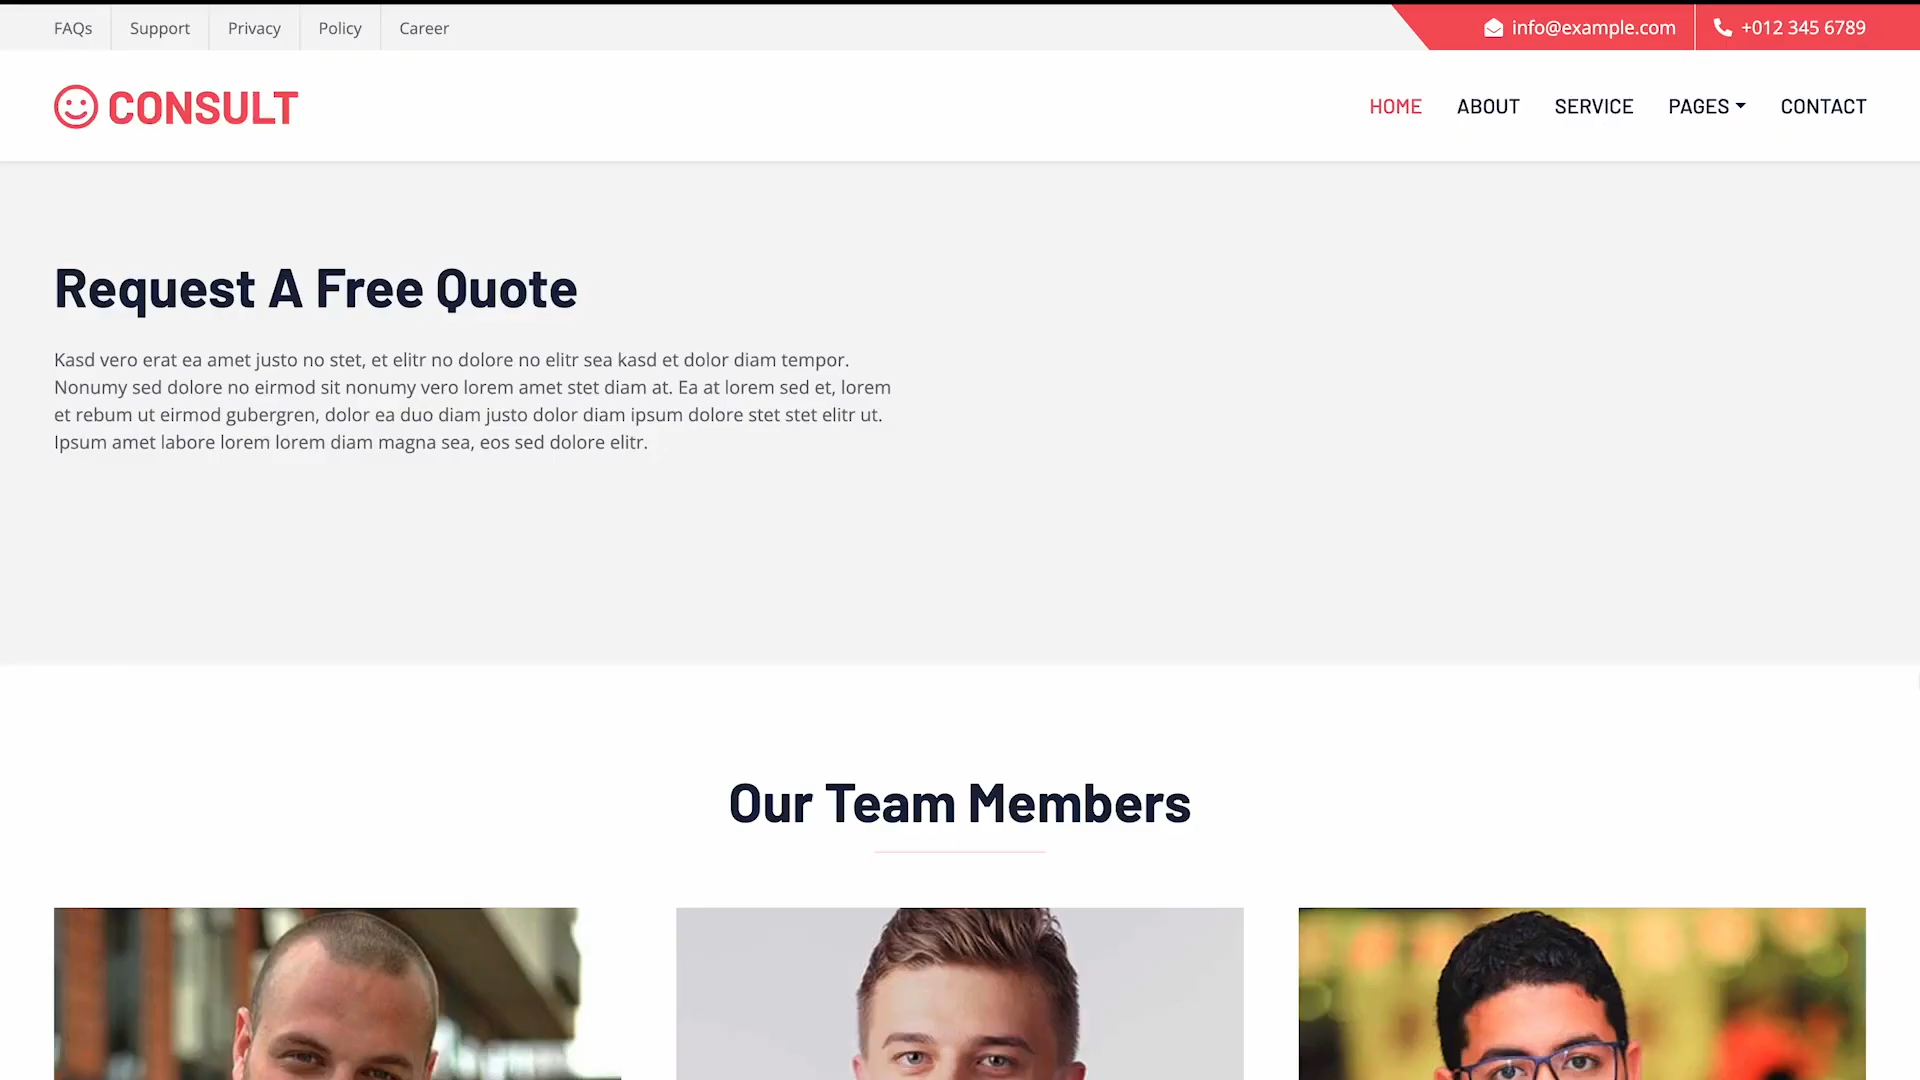 FAQs Support Privacy Policy Career info@example.com +012 345 6789
CONSULT HOME ABOUT SERVICE PAGES CONTACT
Request A Free Quote
Kasd vero erat ea amet justo no stet, et elitr no dolore no elitr sea kasd et dolor diam tempor.
Nonumy sed dolore no eirmod sit nonumy vero lorem amet stet diam at. Ea at lorem sed et, lorem
et rebum ut eirmod gubergren, dolor ea duo diam justo dolor diam ipsum dolore stet stet elitr ut.
Ipsum amet labore lorem lorem diam magna sea, eos sed dolore elitr.
Our Team Members